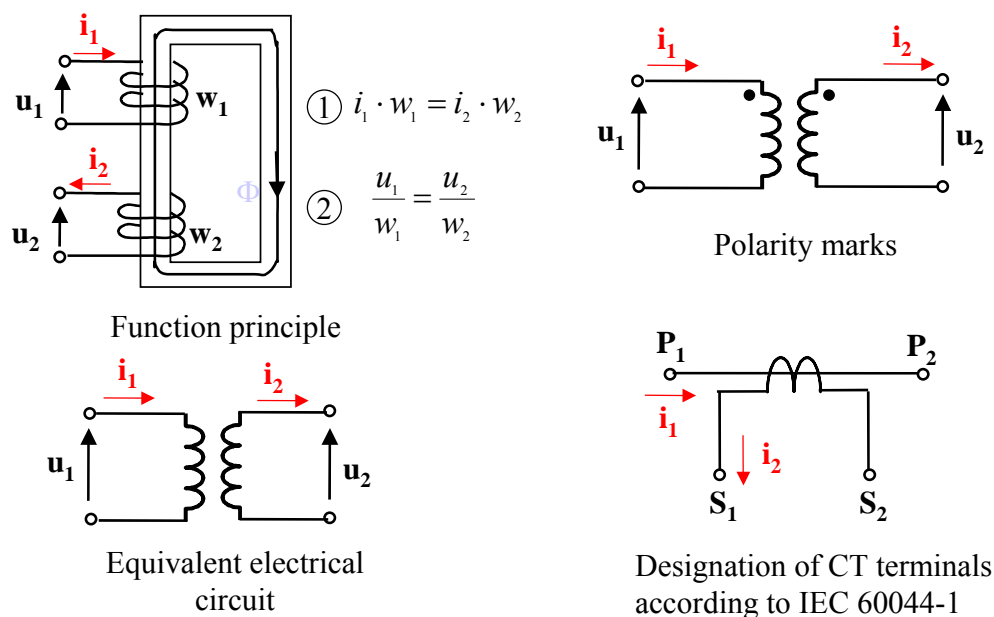 i₁
u₁
w₁
① i₁ · w₁ = i₂ · w₂
i₂
u₂
w₂
Φ
② u₁/w₁ = u₂/w₂
Function principle
i₁
i₂
u₁
u₂
Polarity marks
i₁
i₂
u₁
u₂
Equivalent electrical
circuit
P₁
P₂
i₁
i₂
S₁
S₂
Designation of CT terminals
according to IEC 60044-1